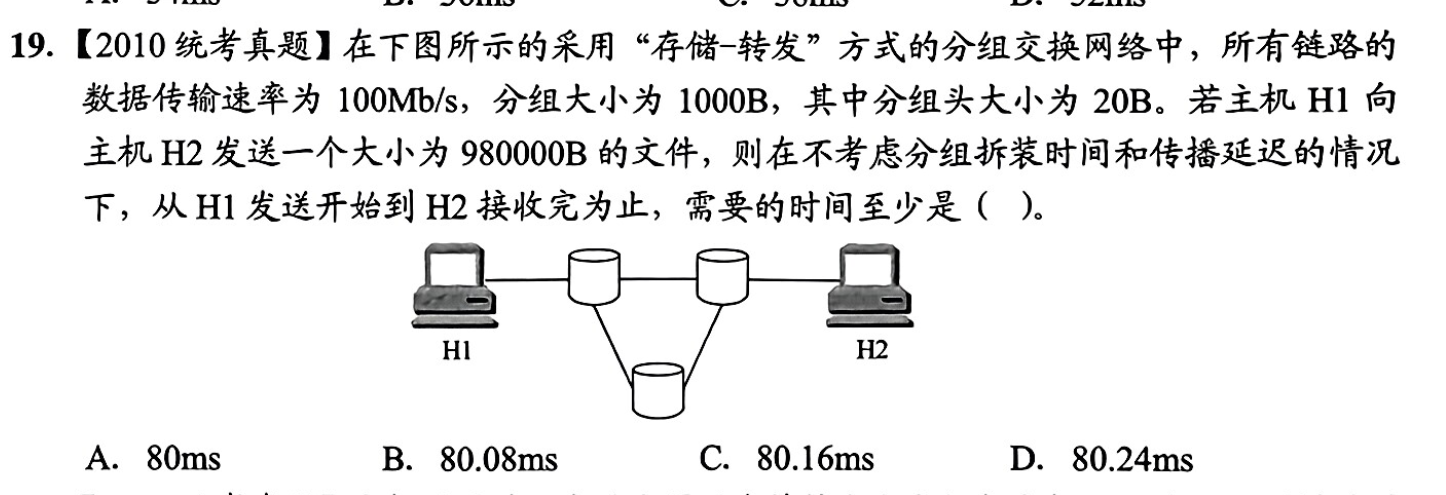 19.【2010 统考真题】在下图所示的采用“存储-转发”方式的分组交换网络中，所有链路的
数据传输速率为 100Mb/s，分组大小为 1000B，其中分组头大小为 20B。若主机 H1 向
主机 H2 发送一个大小为 980000B 的文件，则在不考虑分组拆装时间和传播延迟的情况
下，从 H1 发送开始到 H2 接收完为止，需要的时间至少是（ ）。
H1 H2
A. 80ms B. 80.08ms C. 80.16ms D. 80.24ms